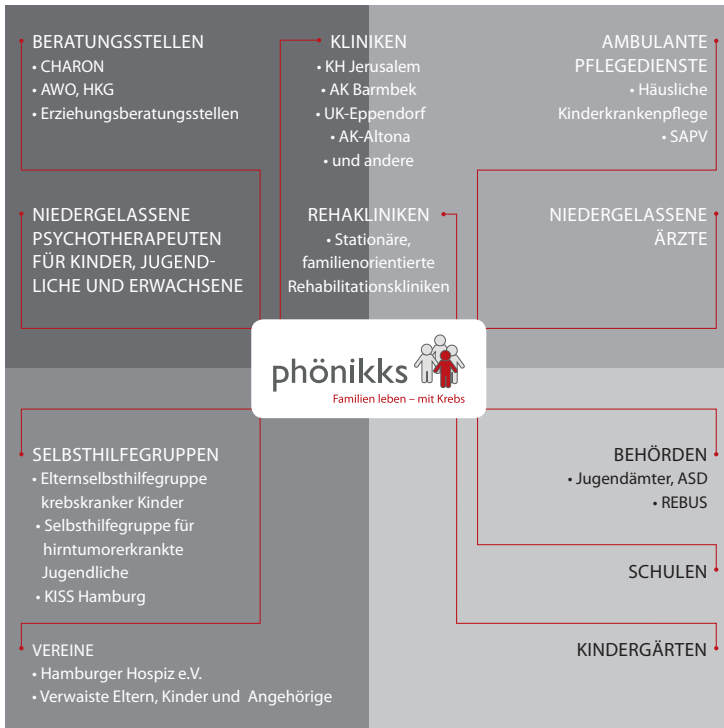 BERATUNGSSTELLEN
• CHARON
• AWO, HKG
• Erziehungsberatungsstellen
KLINIKEN
• KH Jerusalem
• AK Barmbek
• UK-Eppendorf
• AK-Altona
• und andere
AMBULANTE
PFLEGEDIENSTE
• Häusliche
Kinderkrankenpflege
• SAPV
NIEDERGELASSENE
PSYCHOTHERAPEUTEN
FÜR KINDER, JUGEND-
LICHE UND ERWACHSENE
REHAKLINIKEN
• Stationäre,
familienorientierte
Rehabilitationskliniken
NIEDERGELASSENE
ÄRZTE
phönikks
Familien leben – mit Krebs
SELBSTHILFEGRUPPEN
• Elternselbsthilfegruppe
krebskranker Kinder
• Selbsthilfegruppe für
hirntumorerkrankte
Jugendliche
• KISS Hamburg
BEHÖRDEN
• Jugendämter, ASD
• REBUS
SCHULEN
VEREINE
• Hamburger Hospiz e.V.
• Verwaiste Eltern, Kinder und Angehörige
KINDERGÄRTEN